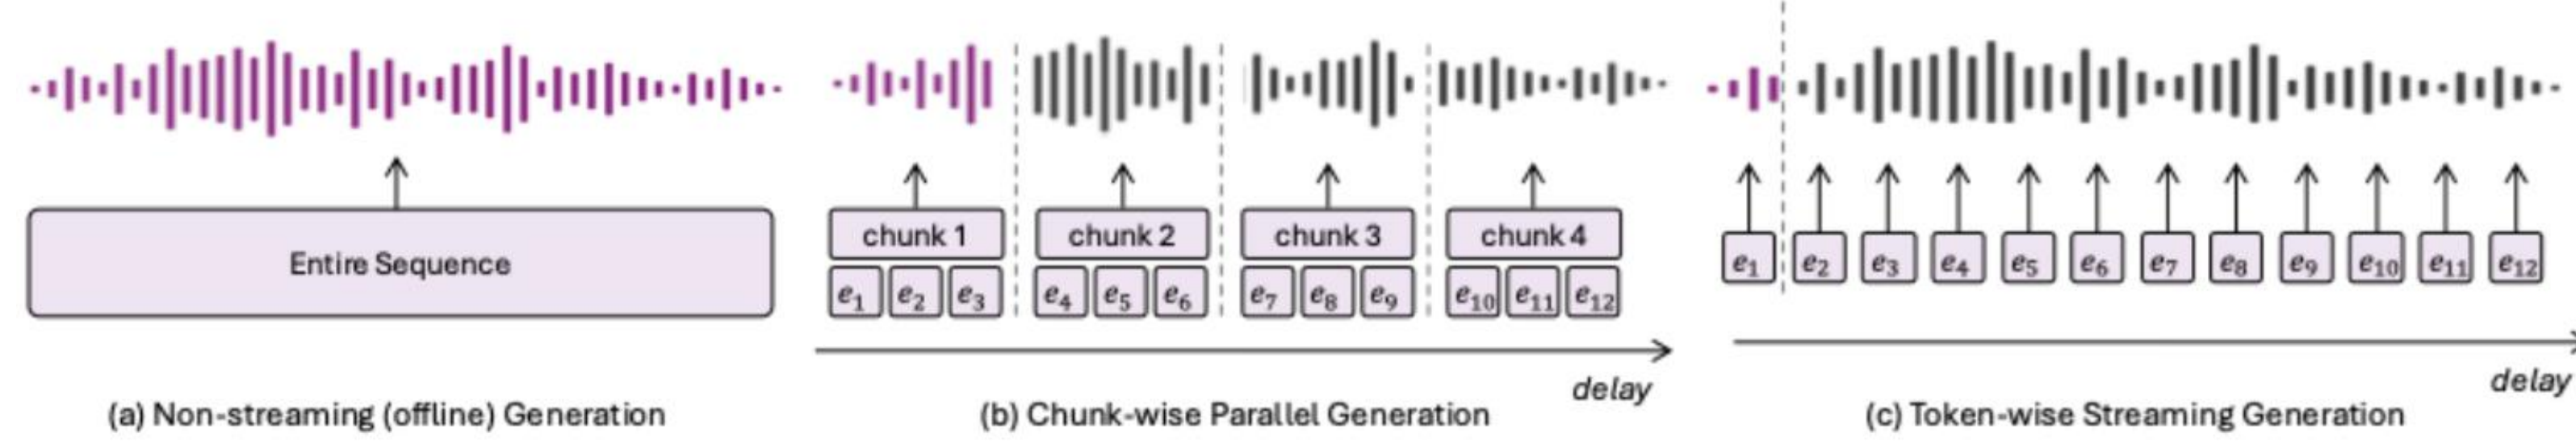 Entire Sequence
(a) Non-streaming (offline) Generation
chunk 1 chunk 2 chunk 3 chunk 4
e₁ e₂ e₃ e₄ e₅ e₆ e₇ e₈ e₉ e₁₀ e₁₁ e₁₂
delay
(b) Chunk-wise Parallel Generation
e₁ e₂ e₃ e₄ e₅ e₆ e₇ e₈ e₉ e₁₀ e₁₁ e₁₂
delay
(c) Token-wise Streaming Generation